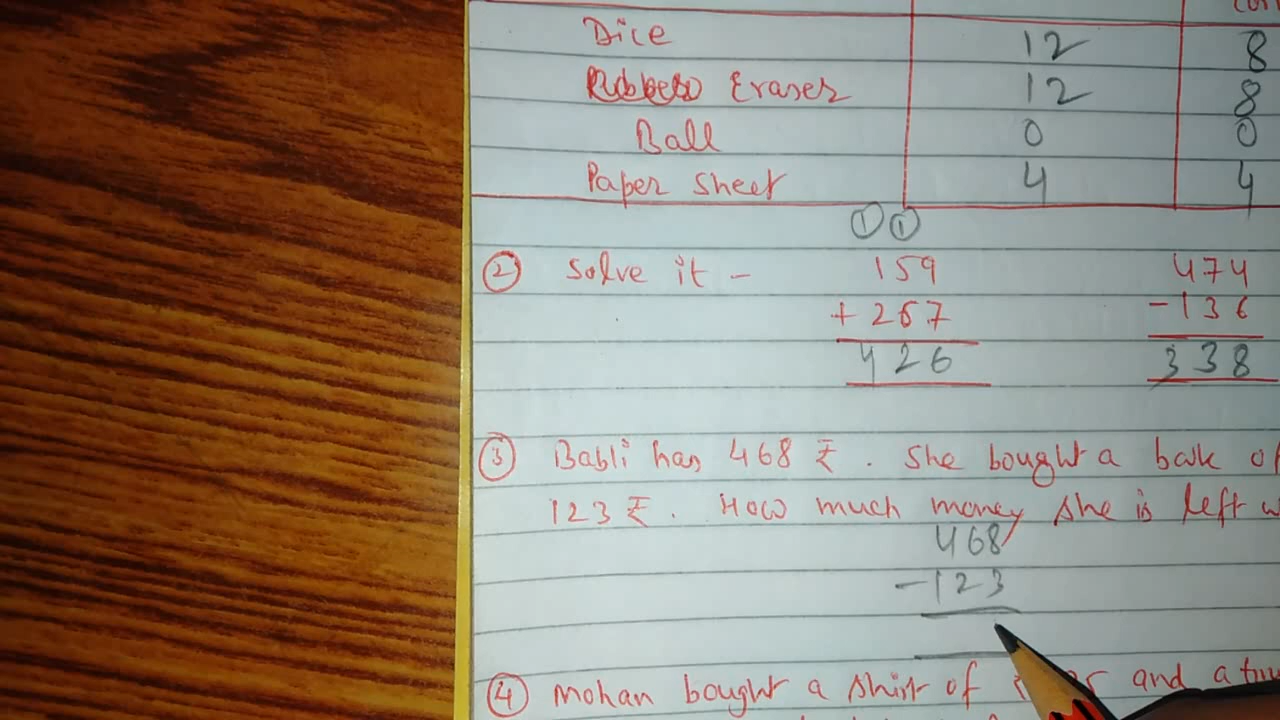 Dice 12 8
Rubber Eraser 12 8
Ball 0 0
Paper sheet 4 4
① ①
② Solve it – 159 474
+ 267 – 136
426 338
③ Babli has 468 ₹. She bought a book of
123 ₹. How much money she is left
468
– 123
④ Mohan bought a shirt of and a